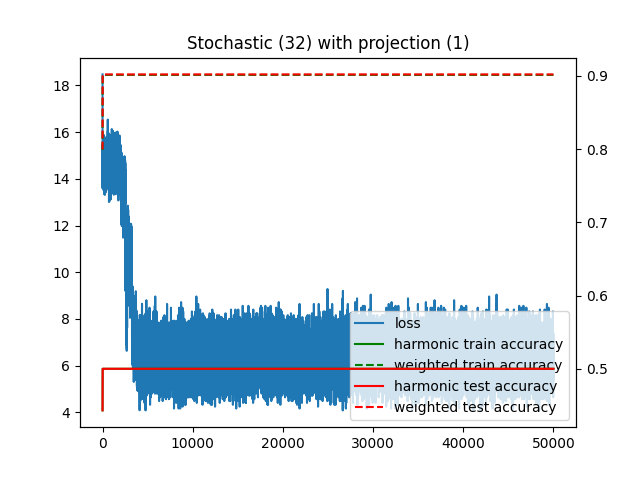 Stochastic (32) with projection (1)
18
16
14
12
10
8
6
4
0.9
0.8
0.7
0.6
0.5
loss
harmonic train accuracy
weighted train accuracy
harmonic test accuracy
weighted test accuracy
0 10000 20000 30000 40000 50000